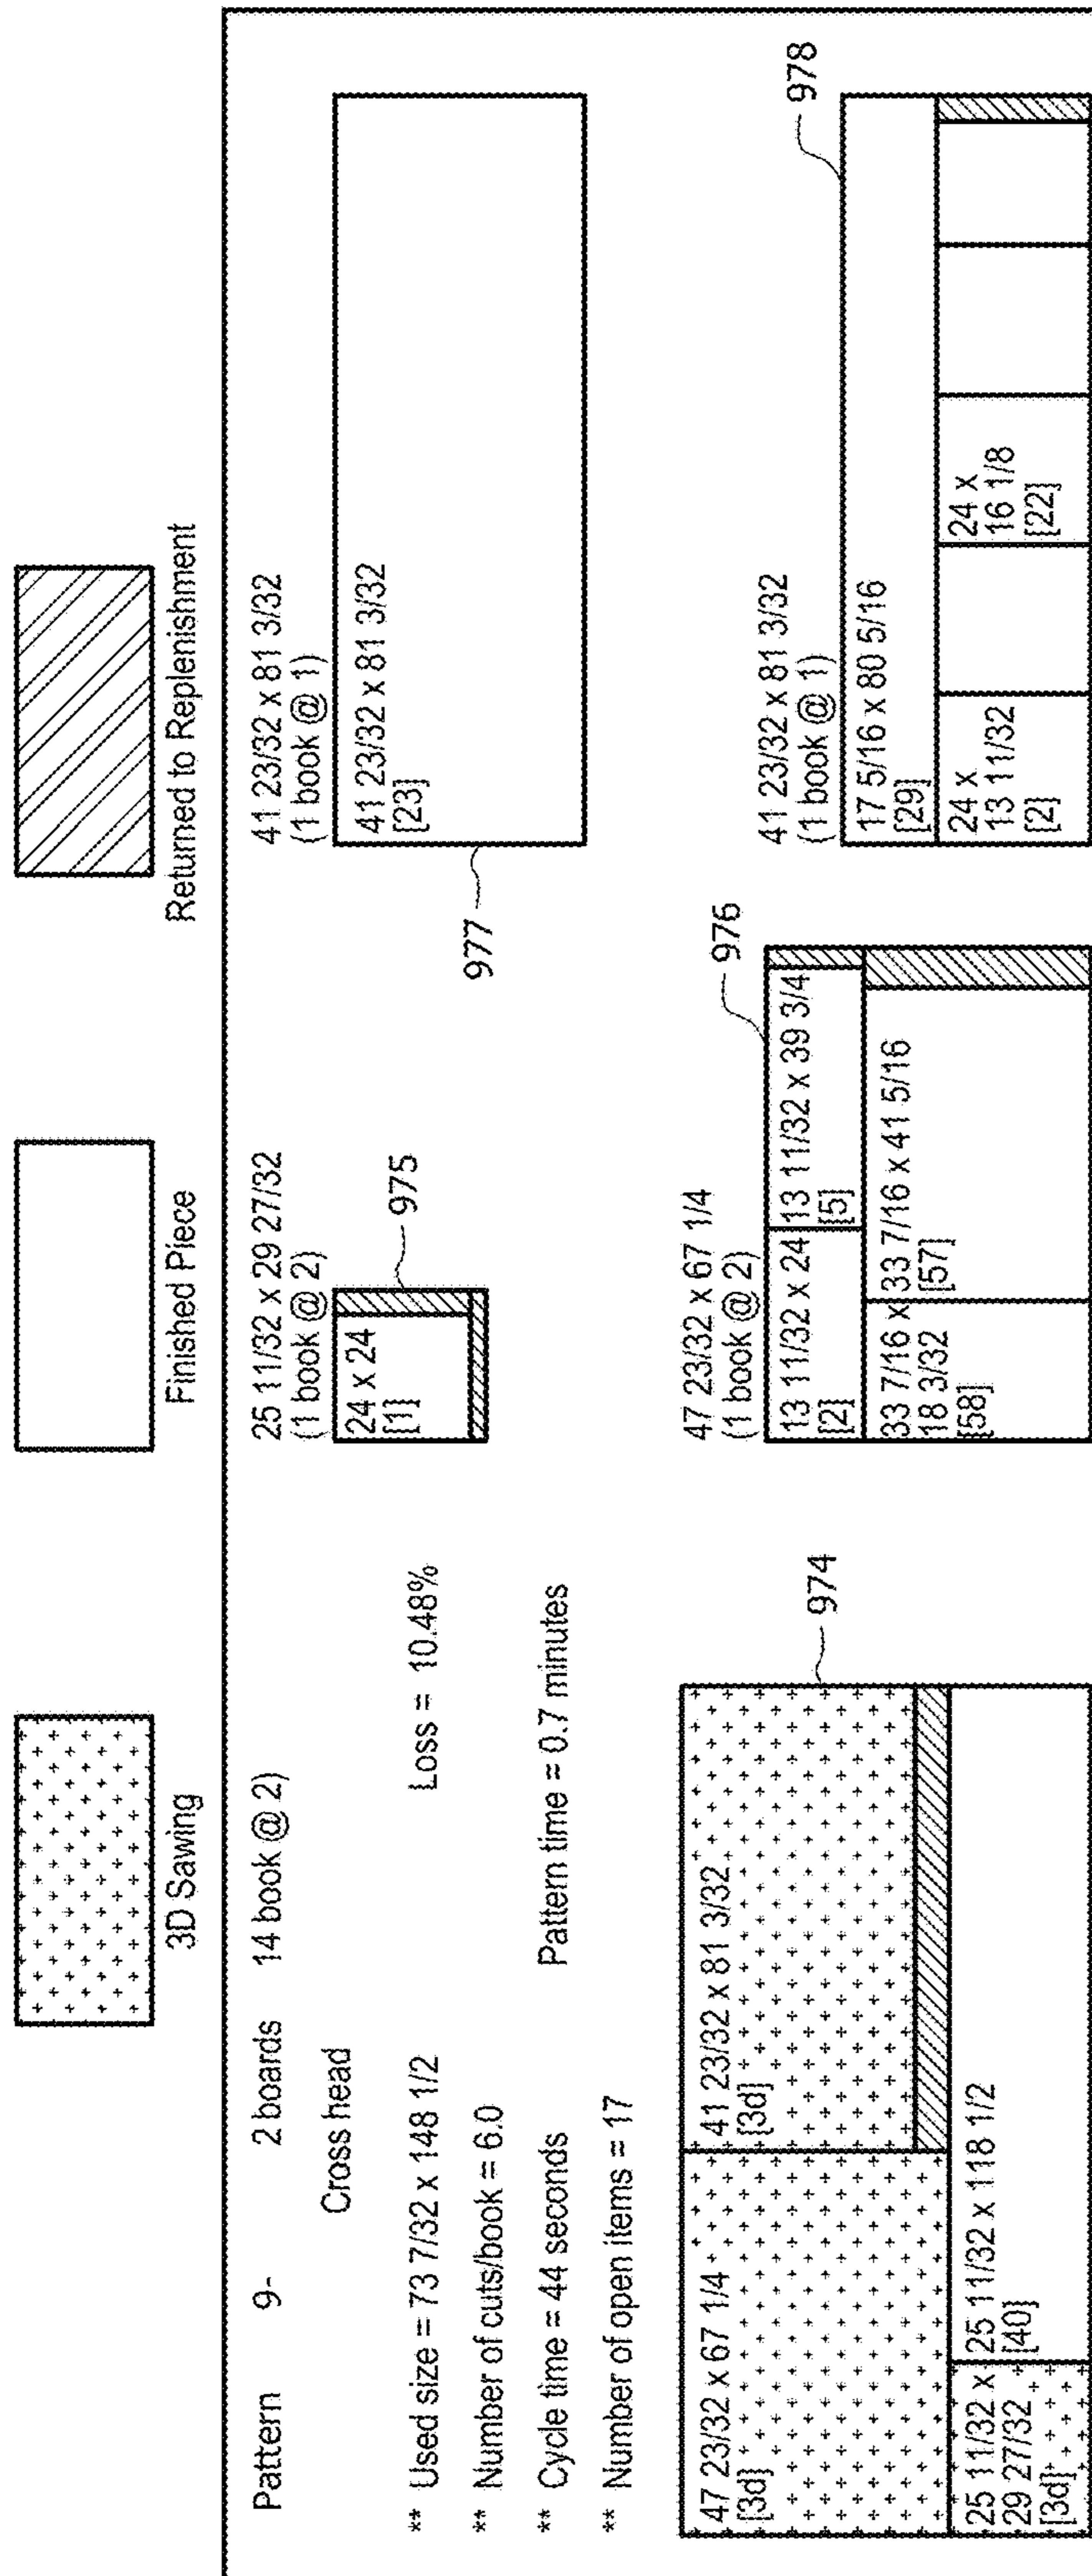 3D Sawing
Finished Piece
Returned to Replenishment
Pattern 9- 2 boards 14 book @ 2)
Cross head
** Used size = 73 7/32 x 148 1/2
Loss = 10.48%
** Number of cuts/book = 6.0
** Cycle time = 44 seconds
Pattern time = 0.7 minutes
** Number of open items = 17
47 23/32 x 67 1/4
[3d]
41 23/32 x 81 3/32
[3d]
25 11/32 x
29 27/32
[3d]
25 11/32 x 118 1/2
[40]
974
25 11/32 x 29 27/32
(1 book @ 2)
24 x 24
[1]
975
47 23/32 x 67 1/4
(1 book @ 2)
976
13 11/32 x 24
[2]
13 11/32 x 39 3/4
[5]
33 7/16 x
18 3/32
[58]
33 7/16 x 41 5/16
[57]
41 23/32 x 81 3/32
(1 book @ 1)
41 23/32 x 81 3/32
[23]
977
41 23/32 x 81 3/32
(1 book @ 1)
978
17 5/16 x 80 5/16
[29]
24 x
13 11/32
[2]
24 x
16 1/8
[22]